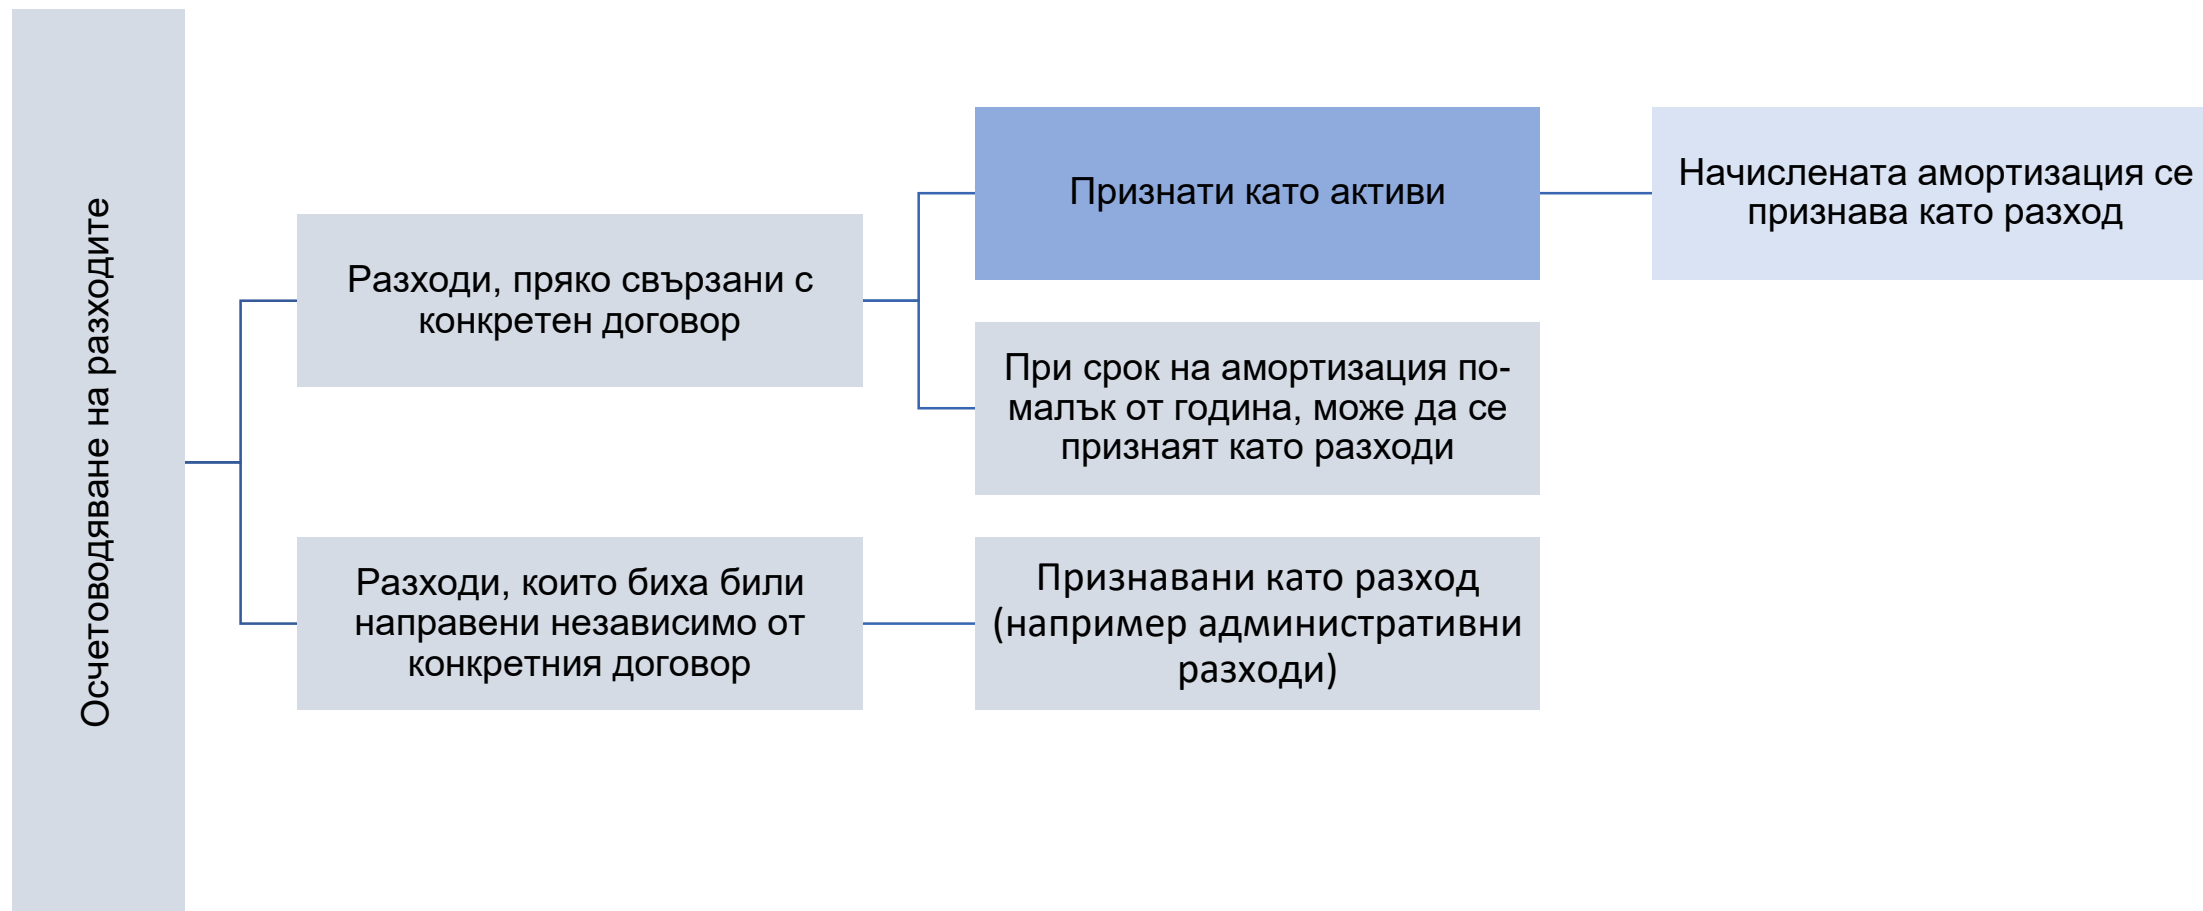 Осчетоводяване на разходите
Разходи, пряко свързани с
конкретен договор
Признати като активи
Начислената амортизация се
признава като разход
При срок на амортизация по-
малък от година, може да се
признаят като разходи
Разходи, които биха били
направени независимо от
конкретния договор
Признавани като разход
(например административни
разходи)